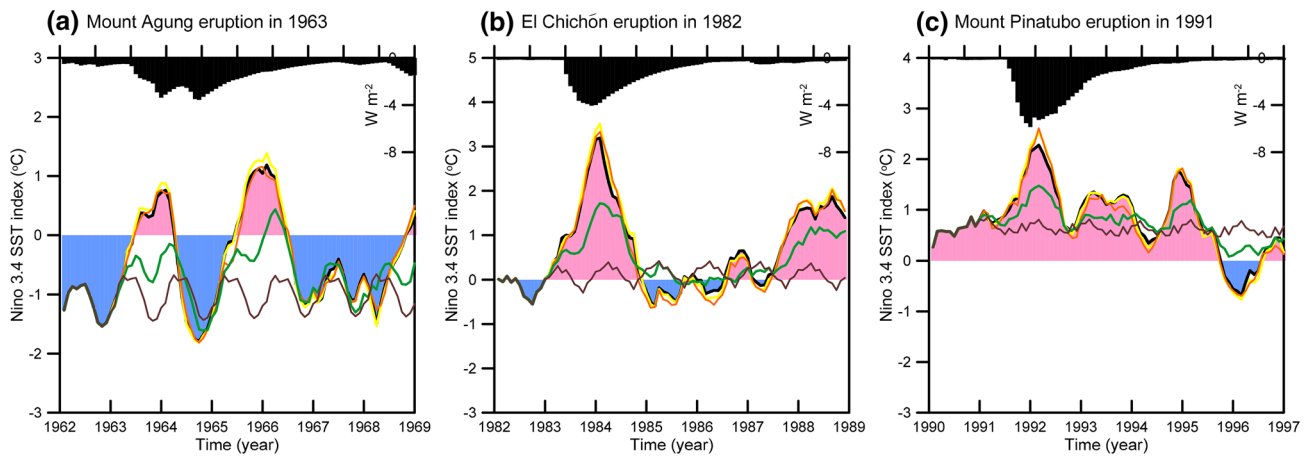 (a) Mount Agung eruption in 1963
3
2
1
0
-1
-2
-3
Nino 3.4 SST index (°C)
0
-4
-8
W m-2
1962 1963 1964 1965 1966 1967 1968 1969
Time (year)
(b) El Chichón eruption in 1982
5
4
3
2
1
0
-1
-2
-3
Nino 3.4 SST index (°C)
0
-4
-8
W m-2
1982 1983 1984 1985 1986 1987 1988 1989
Time (year)
(c) Mount Pinatubo eruption in 1991
4
3
2
1
0
-1
-2
-3
Nino 3.4 SST index (°C)
0
-4
-8
W m-2
1990 1991 1992 1993 1994 1995 1996 1997
Time (year)